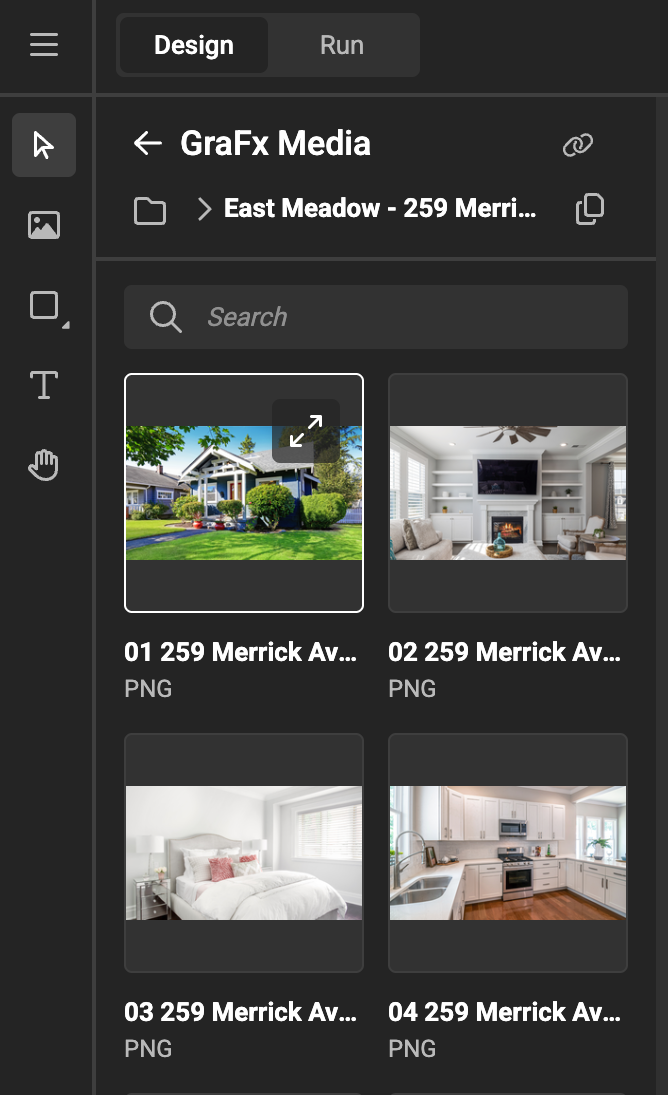 Design Run
GraFx Media
East Meadow - 259 Merri...
Search
01 259 Merrick Av... 02 259 Merrick Av...
PNG PNG
03 259 Merrick Av... 04 259 Merrick Av...
PNG PNG